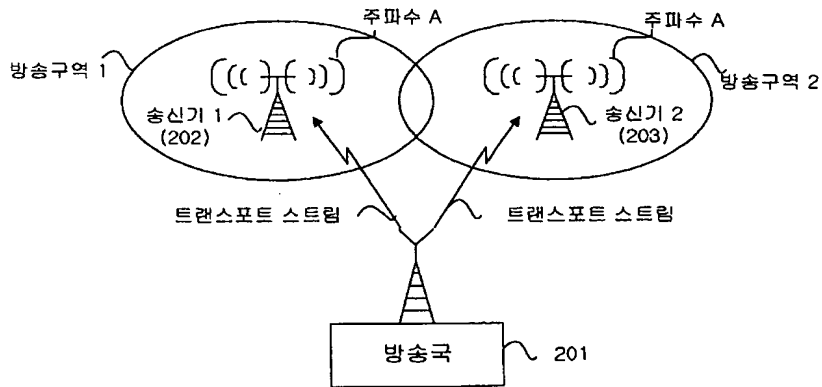 주파수 A
주파수 A
방송구역 1
방송구역 2
송신기 1
(202)
송신기 2
(203)
트랜스포트 스트림
트랜스포트 스트림
방송국
201